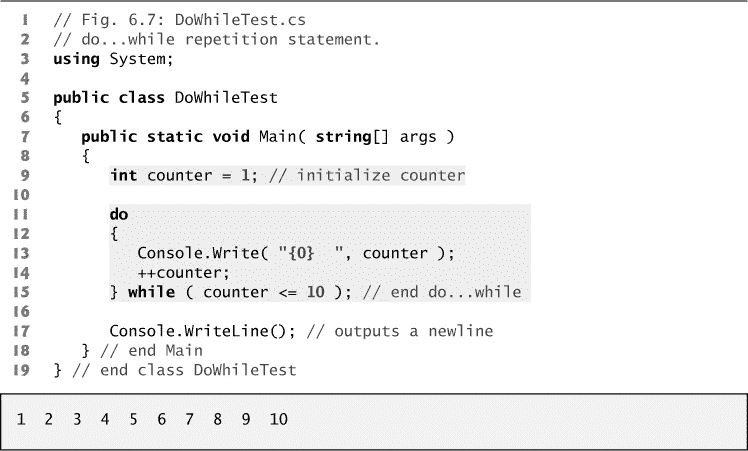 1 // Fig. 6.7: DoWhileTest.cs
2 // do...while repetition statement.
3 using System;
4
5 public class DoWhileTest
6 {
7 public static void Main( string[] args )
8 {
9 int counter = 1; // initialize counter
10
11 do
12 {
13 Console.Write( "{0}  ", counter );
14 ++counter;
15 } while ( counter <= 10 ); // end do...while
16
17 Console.WriteLine(); // outputs a newline
18 } // end Main
19 } // end class DoWhileTest
1 2 3 4 5 6 7 8 9 10